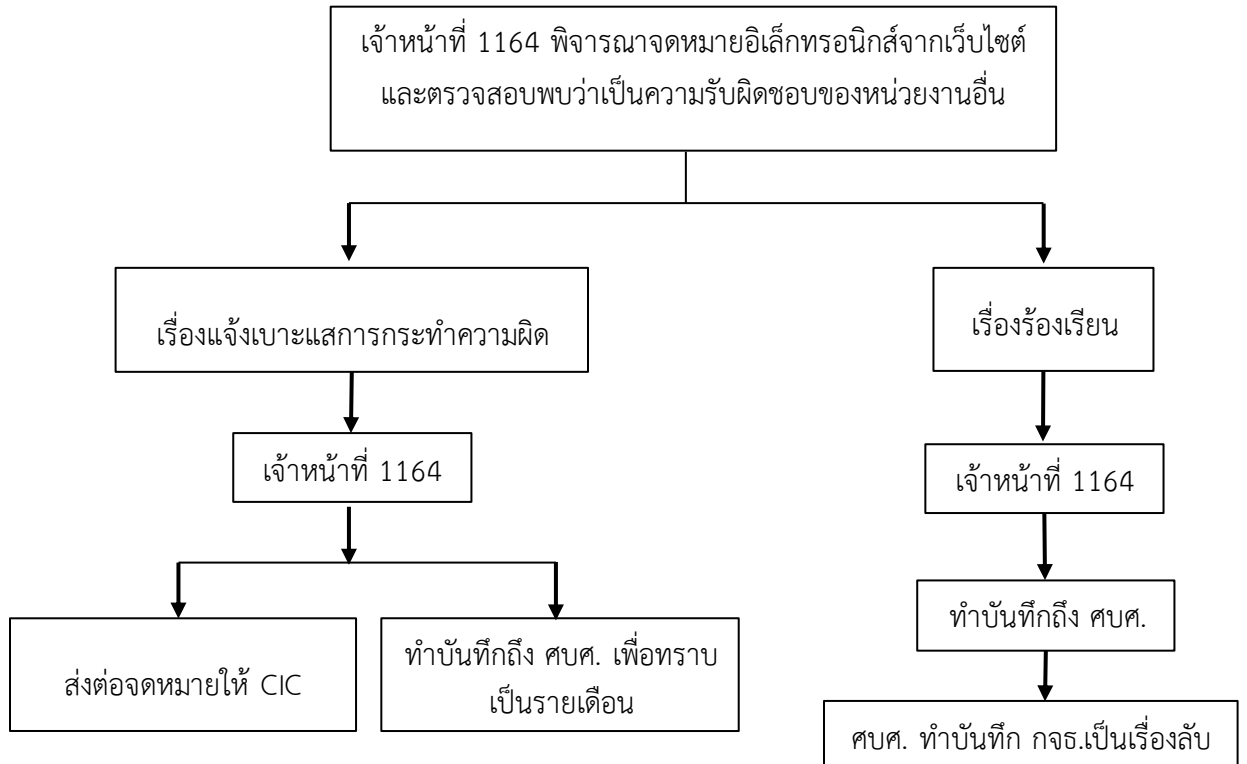 เจ้าหน้าที่ 1164 พิจารณาจดหมายอิเล็กทรอนิกส์จากเว็บไซต์
และตรวจสอบพบว่าเป็นความรับผิดชอบของหน่วยงานอื่น
เรื่องแจ้งเบาะแสการกระทำความผิด
เรื่องร้องเรียน
เจ้าหน้าที่ 1164
เจ้าหน้าที่ 1164
ส่งต่อจดหมายให้ CIC
ทำบันทึกถึง ศบศ. เพื่อทราบ
เป็นรายเดือน
ทำบันทึกถึง ศบศ.
ศบศ. ทำบันทึก กจธ.เป็นเรื่องลับ